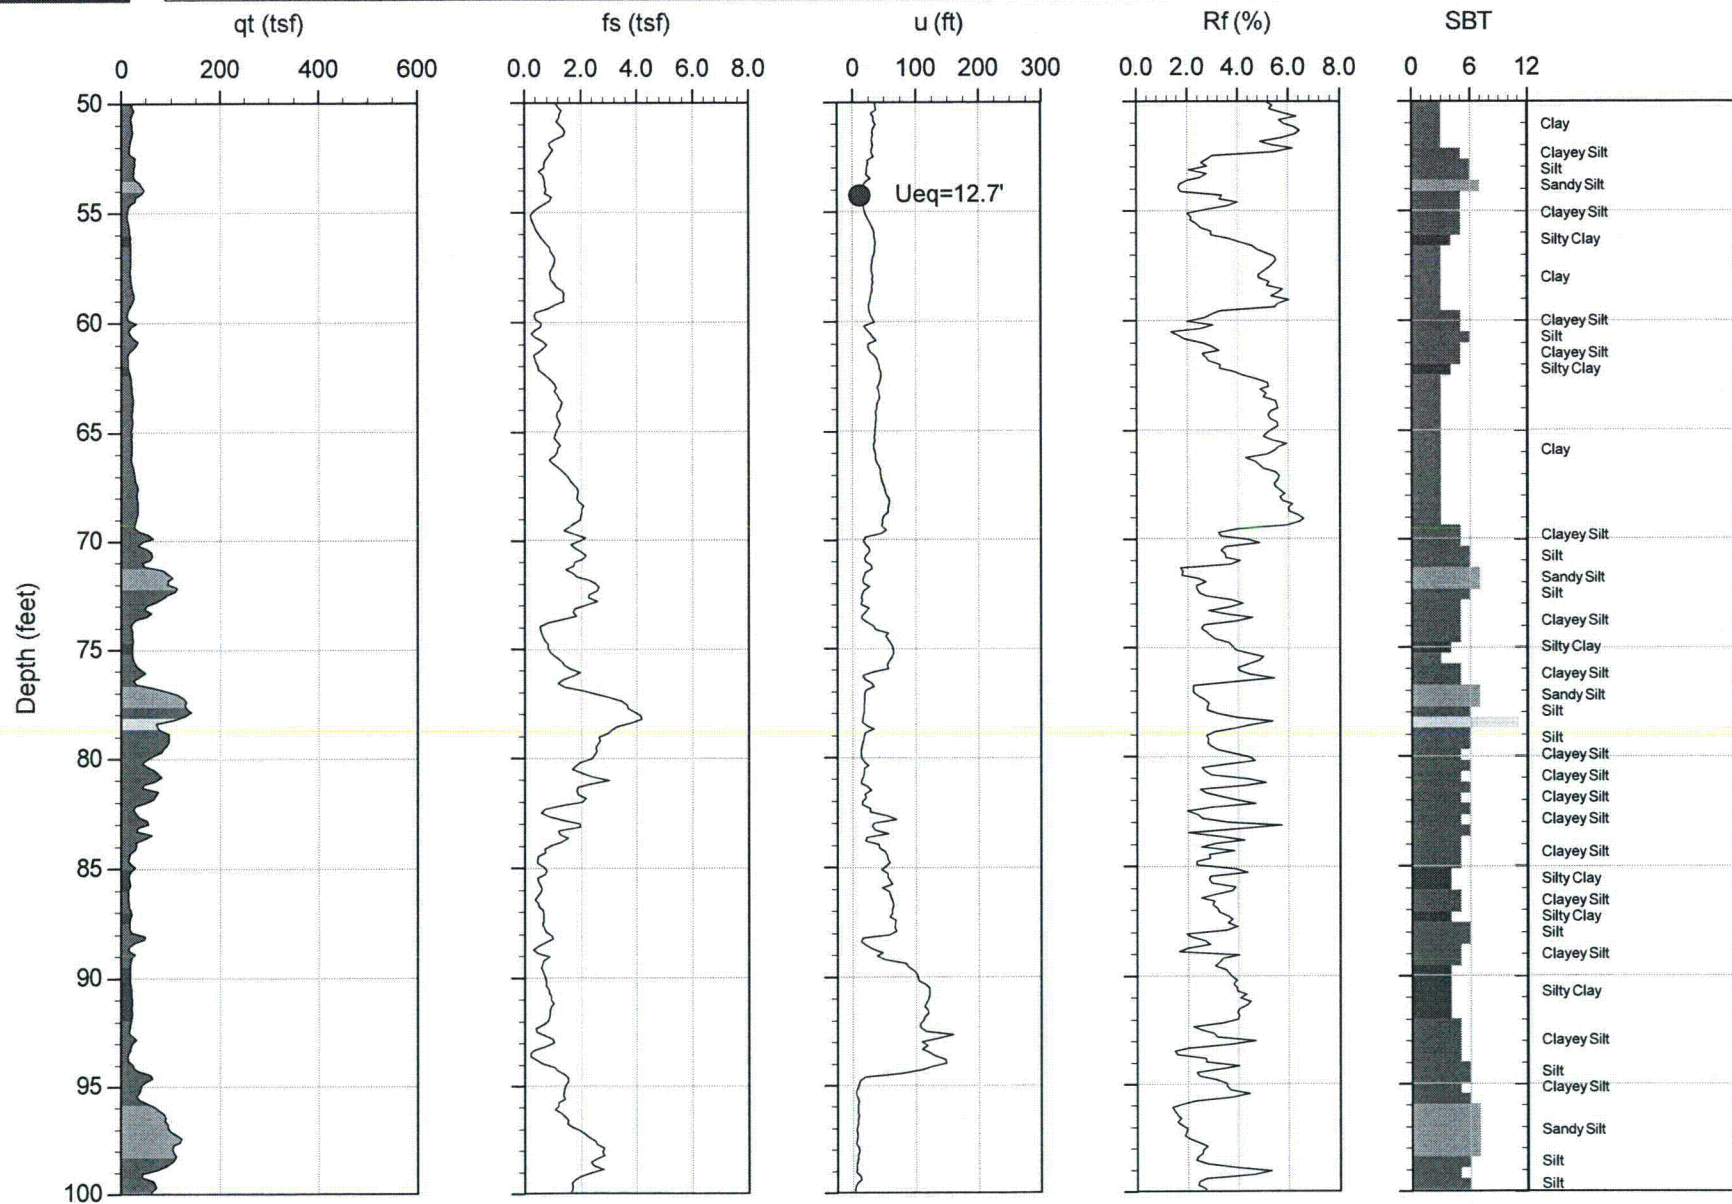 qt (tsf) fs (tsf) u (ft) Rf (%) SBT
0 200 400 600 0.0 2.0 4.0 6.0 8.0 0 100 200 300 0.0 2.0 4.0 6.0 8.0 0 6 12
Depth (feet)
50
55
60
65
70
75
80
85
90
95
100
Ueq=12.7'
Clay
Clayey Silt
Silt
Sandy Silt
Clayey Silt
Silty Clay
Clay
Clayey Silt
Silt
Clayey Silt
Silty Clay
Clay
Clayey Silt
Silt
Sandy Silt
Silt
Clayey Silt
Silty Clay
Clayey Silt
Sandy Silt
Silt
Silt
Clayey Silt
Clayey Silt
Clayey Silt
Clayey Silt
Clayey Silt
Silty Clay
Clayey Silt
Silty Clay
Silt
Clayey Silt
Silty Clay
Clayey Silt
Silt
Clayey Silt
Sandy Silt
Silt
Silt